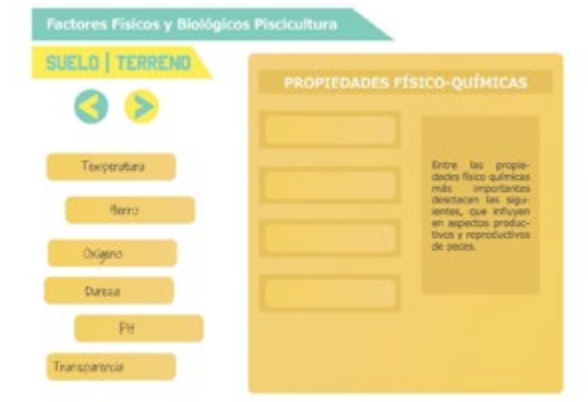 Factores Físicos y Biológicos Piscicultura
SUELO | TERRENO
PROPIEDADES FÍSICO-QUÍMICAS
Temperatura
Hierro
Oxígeno
Dureza
PH
Transparencia
Entre las propie-
dades físico químicas
más importantes
desctacan las sigu-
ientes, que influyen
en aspectos produc-
tivos y reproductivos
de peces.